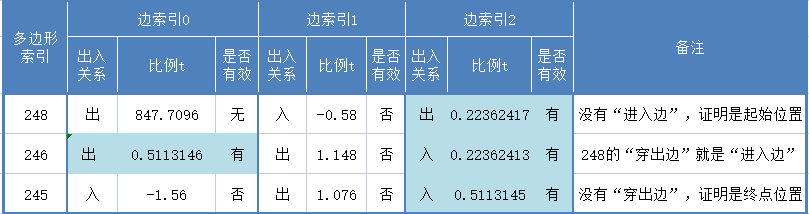 多边形索引 边索引0 边索引1 边索引2 备注
出入关系 比例t 是否有效 出入关系 比例t 是否有效 出入关系 比例t 是否有效
248 出 847.7096 无 入 -0.58 否 出 0.22362417 有 没有“进入边”，证明是起始位置
246 出 0.5113146 有 出 1.148 否 入 0.22362413 有 248的“穿出边”就是“进入边”
245 入 -1.56 否 出 1.076 否 入 0.5113145 有 没有“穿出边”，证明是终点位置